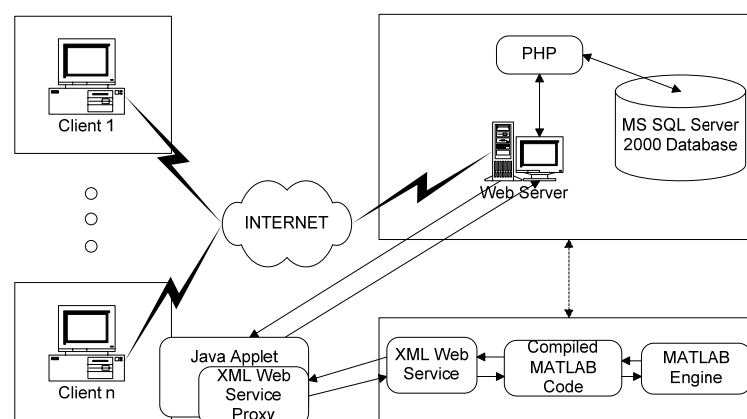 PHP
MS SQL Server
2000 Database
Client 1
Web Server
INTERNET
Client n
Java Applet
XML Web
Service
Proxy
XML Web
Service
Compiled
MATLAB
Code
MATLAB
Engine